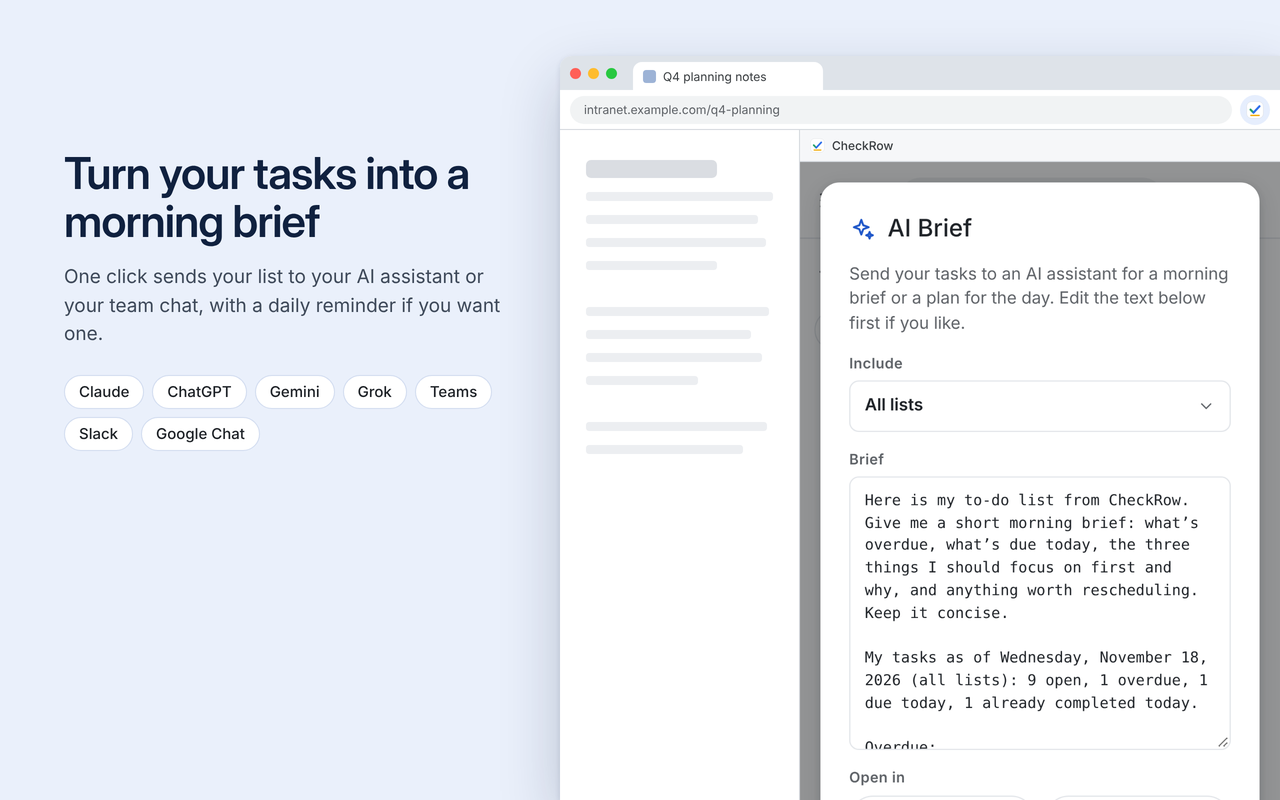 Turn your tasks into a
morning brief
One click sends your list to your AI assistant or
your team chat, with a daily reminder if you want
one.
Claude
ChatGPT
Gemini
Grok
Teams
Slack
Google Chat
Q4 planning notes
intranet.example.com/q4-planning
CheckRow
AI Brief
Send your tasks to an AI assistant for a morning
brief or a plan for the day. Edit the text below
first if you like.
Include
All lists
Brief
Here is my to-do list from CheckRow.
Give me a short morning brief: what’s
overdue, what’s due today, the three
things I should focus on first and
why, and anything worth rescheduling.
Keep it concise.
My tasks as of Wednesday, November 18,
2026 (all lists): 9 open, 1 overdue, 1
due today, 1 already completed today.
Overdue:
Open in